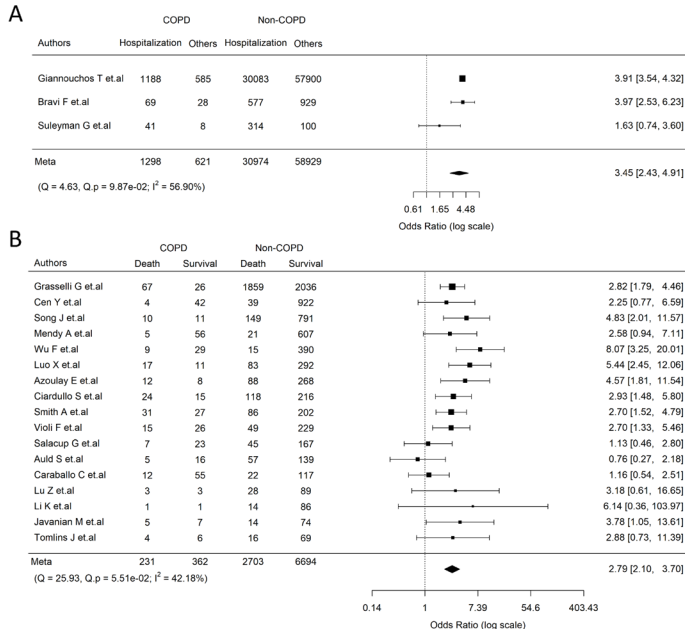 A
COPD Non-COPD
Authors Hospitalization Others Hospitalization Others
Giannouchos T et.al 1188 585 30083 57900 3.91 [3.54, 4.32]
Bravi F et.al 69 28 577 929 3.97 [2.53, 6.23]
Suleyman G et.al 41 8 314 100 1.63 [0.74, 3.60]
Meta 1298 621 30974 58929 3.45 [2.43, 4.91]
(Q = 4.63, Q.p = 9.87e-02; I² = 56.90%)
0.61 1.65 4.48
Odds Ratio (log scale)
B
COPD Non-COPD
Authors Death Survival Death Survival
Grasselli G et.al 67 26 1859 2036 2.82 [1.79, 4.46]
Cen Y et.al 4 42 39 922 2.25 [0.77, 6.59]
Song J et.al 10 11 149 791 4.83 [2.01, 11.57]
Mendy A et.al 5 56 21 607 2.58 [0.94, 7.11]
Wu F et.al 9 29 15 390 8.07 [3.25, 20.01]
Luo X et.al 17 11 83 292 5.44 [2.45, 12.06]
Azoulay E et.al 12 8 88 268 4.57 [1.81, 11.54]
Ciardullo S et.al 24 15 118 216 2.93 [1.48, 5.80]
Smith A et.al 31 27 86 202 2.70 [1.52, 4.79]
Violi F et.al 15 26 49 229 2.70 [1.33, 5.46]
Salacup G et.al 7 23 45 167 1.13 [0.46, 2.80]
Auld S et.al 5 16 57 139 0.76 [0.27, 2.18]
Caraballo C et.al 12 55 22 117 1.16 [0.54, 2.51]
Lu Z et.al 3 3 28 89 3.18 [0.61, 16.65]
Li K et.al 1 1 14 86 6.14 [0.36, 103.97]
Javanian M et.al 5 7 14 74 3.78 [1.05, 13.61]
Tomlins J et.al 4 6 16 69 2.88 [0.73, 11.39]
Meta 231 362 2703 6694 2.79 [2.10, 3.70]
(Q = 25.93, Q.p = 5.51e-02; I² = 42.18%)
0.14 1 7.39 54.6 403.43
Odds Ratio (log scale)